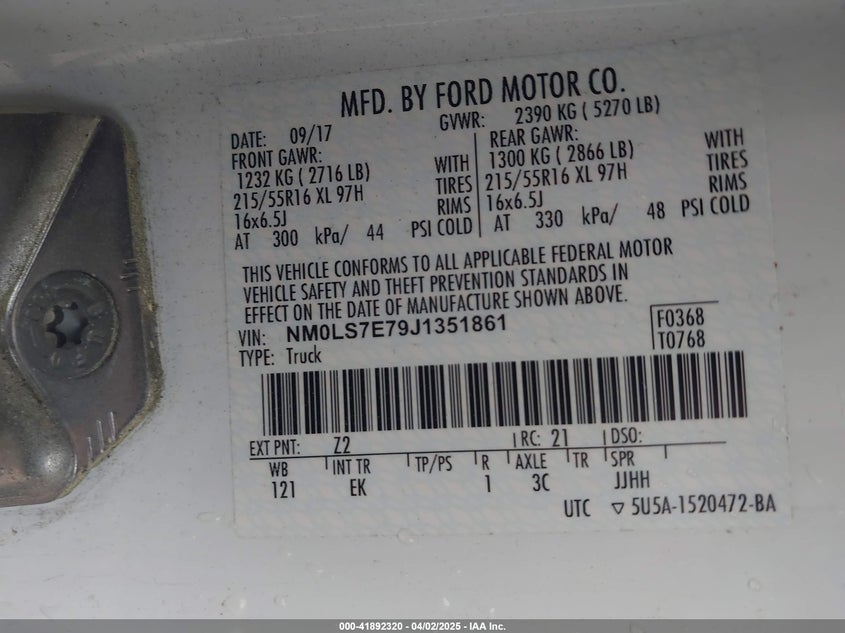 MFD. BY FORD MOTOR CO.
DATE: 09/17 GVWR: 2390 KG ( 5270 LB)
FRONT GAWR: WITH REAR GAWR: WITH
1232 KG ( 2716 LB) TIRES 1300 KG ( 2866 LB) TIRES
215/55R16 XL 97H RIMS 215/55R16 XL 97H RIMS
16x6.5J 16x6.5J
AT 300 kPa/ 44 PSI COLD AT 330 kPa/ 48 PSI COLD
THIS VEHICLE CONFORMS TO ALL APPLICABLE FEDERAL MOTOR
VEHICLE SAFETY AND THEFT PREVENTION STANDARDS IN
EFFECT ON THE DATE OF MANUFACTURE SHOWN ABOVE.
VIN: NM0LS7E79J1351861 F0368
TYPE: Truck T0768
EXT PNT: Z2 RC: 21 DSO:
WB INT TR TP/PS R AXLE TR SPR
121 EK 1 3C JJHH
UTC ▽ 5U5A-1520472-BA
000-41892320 - 04/02/2025 - IAA Holdings, LLC.